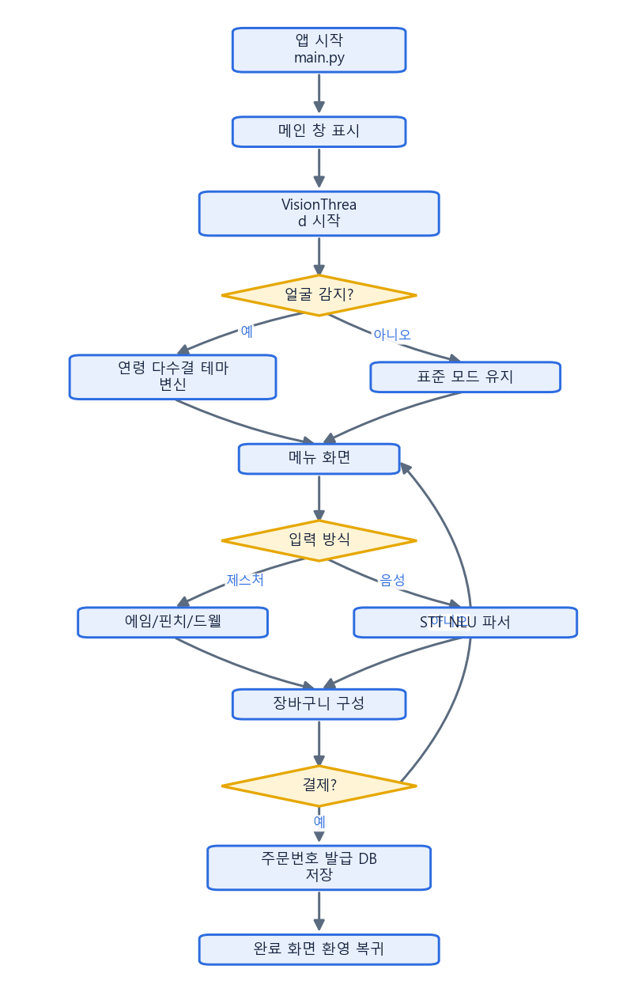 앱 시작
main.py
메인 창 표시
VisionThrea
d 시작
얼굴 감지?
예
아니오
연령 다수결 테마
변신
표준 모드 유지
메뉴 화면
입력 방식
제스처
음성
에임/핀치/드웰
STT NLU 파서
아니오
장바구니 구성
결제?
예
주문번호 발급 DB
저장
완료 화면 환영 복귀